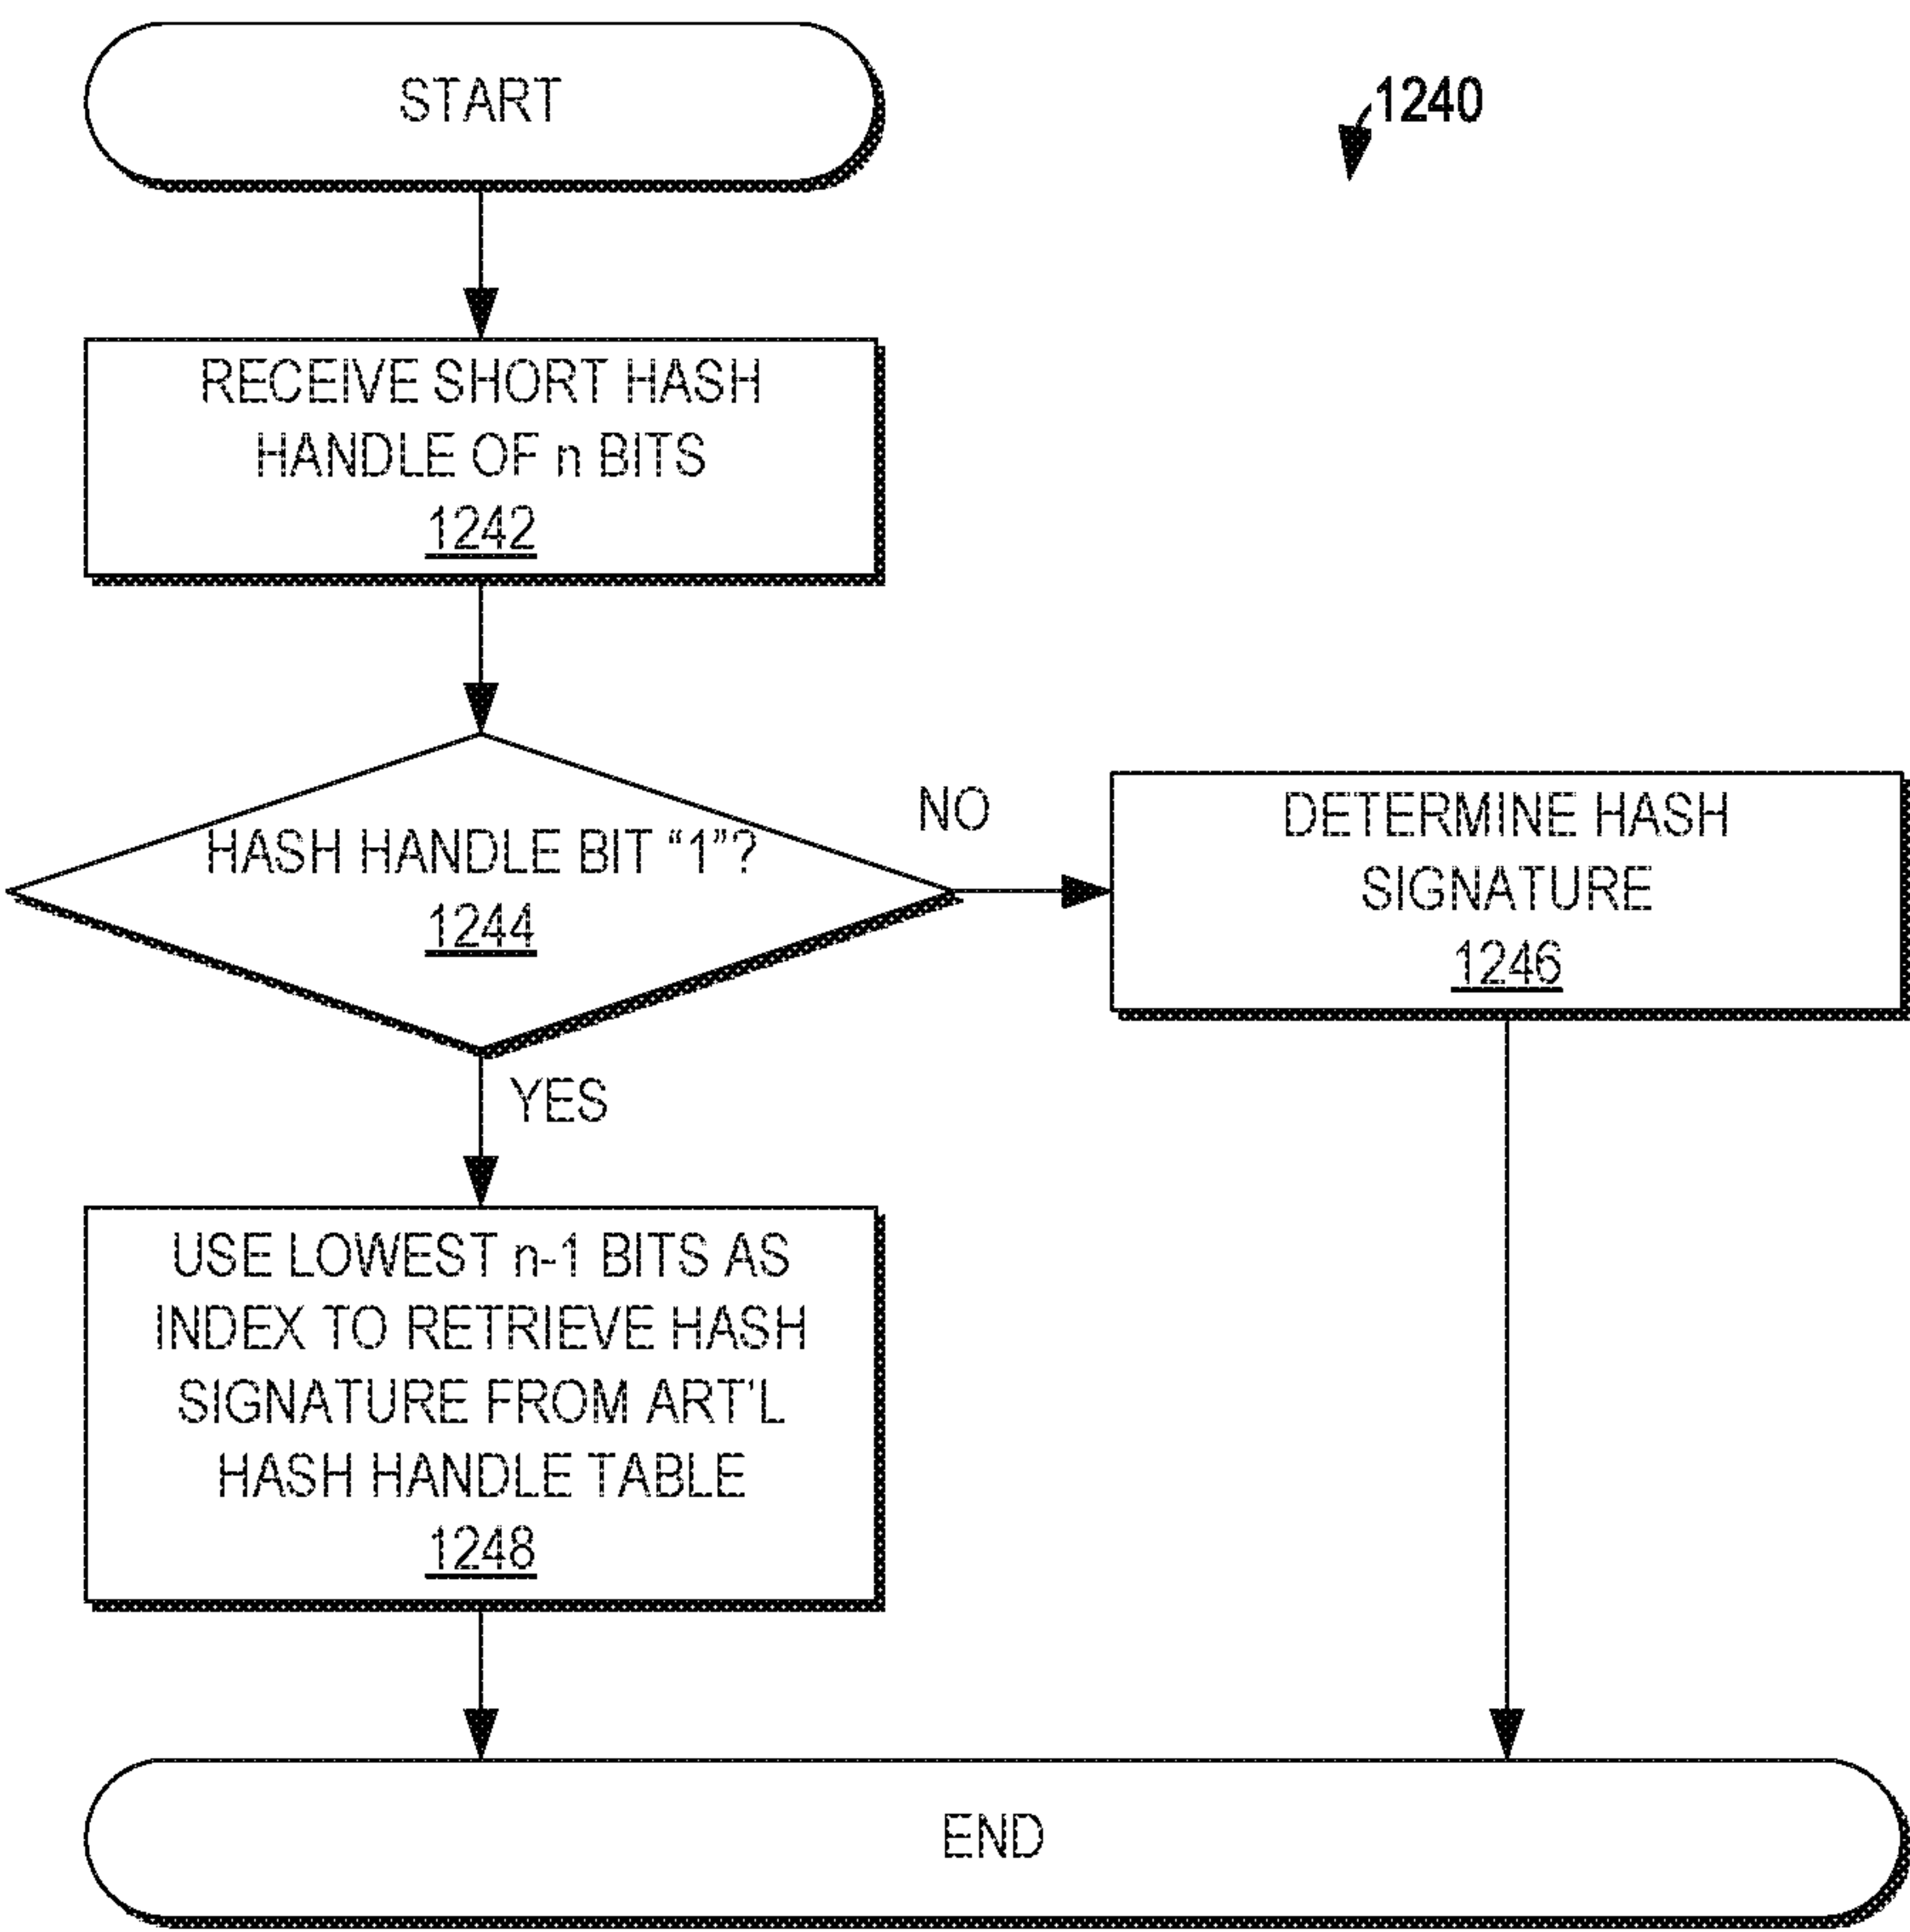 START
1240
RECEIVE SHORT HASH
HANDLE OF n BITS
1242
HASH HANDLE BIT “1”?
1244
NO
DETERMINE HASH
SIGNATURE
1246
YES
USE LOWEST n-1 BITS AS
INDEX TO RETRIEVE HASH
SIGNATURE FROM ART’L
HASH HANDLE TABLE
1248
END